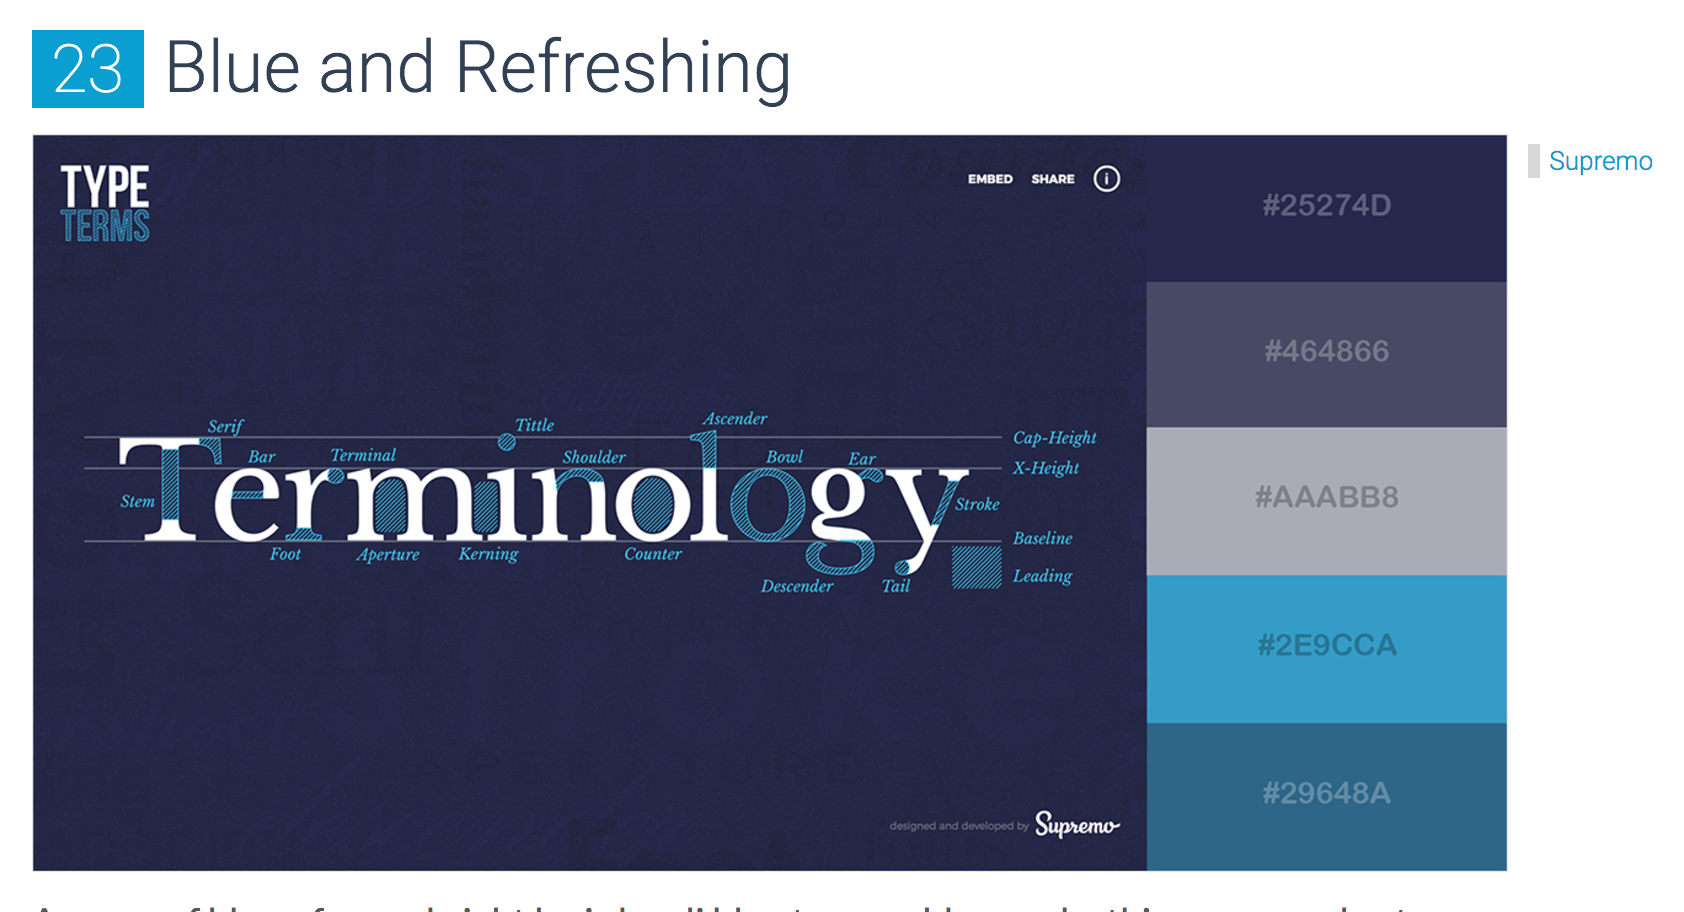 23 Blue and Refreshing
TYPE
TERMS
EMBED SHARE i
Supremo
#25274D
#464866
#AAABB8
#2E9CCA
#29648A
Serif
Tittle
Ascender
Cap-Height
Bar
Terminal
Shoulder
Bowl
Ear
X-Height
Terminology
Stem
Stroke
Baseline
Foot
Aperture
Kerning
Counter
Leading
Descender
Tail
designed and developed by Supremo